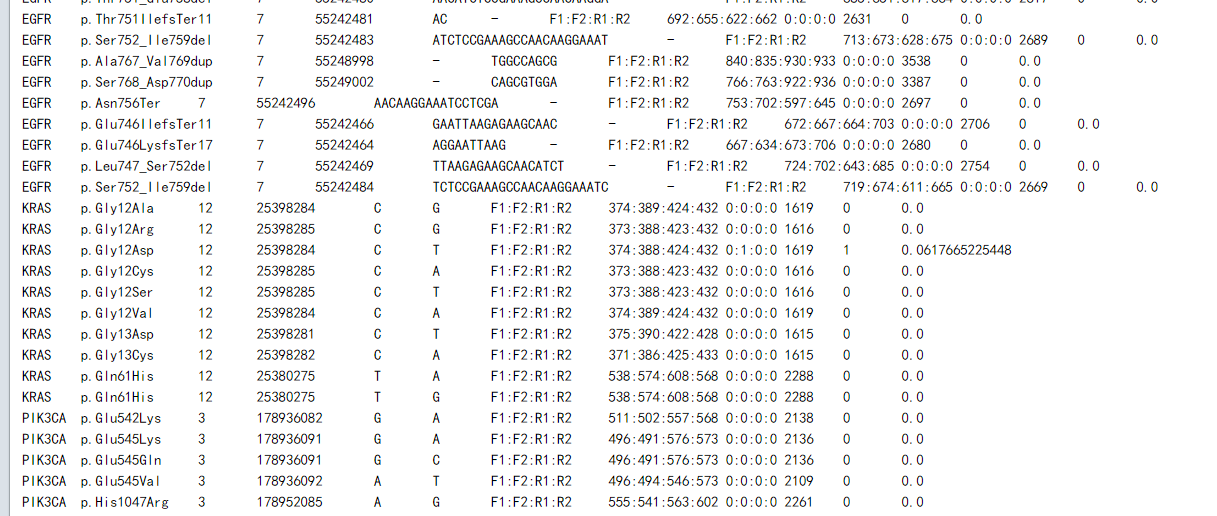 EGFR p.Thr751IlefsTer11 7 55242481 AC - F1:F2:R1:R2 692:655:622:662 0:0:0:0 2631 0 0.0
EGFR p.Ser752_Ile759del 7 55242483 ATCTCCGAAAGCCAACAAGGAAAT - F1:F2:R1:R2 713:673:628:675 0:0:0:0 2689 0 0.0
EGFR p.Ala767_Val769dup 7 55248998 - TGGCCAGCG F1:F2:R1:R2 840:835:930:933 0:0:0:0 3538 0 0.0
EGFR p.Ser768_Asp770dup 7 55249002 - CAGCGTGGA F1:F2:R1:R2 766:763:922:936 0:0:0:0 3387 0 0.0
EGFR p.Asn756Ter 7 55242496 AACAAGGAAATCCTCGA - F1:F2:R1:R2 753:702:597:645 0:0:0:0 2697 0 0.0
EGFR p.Glu746IlefsTer11 7 55242466 GAATTAAGAGAAGCAAC - F1:F2:R1:R2 672:667:664:703 0:0:0:0 2706 0 0.0
EGFR p.Glu746LysfsTer17 7 55242464 AGGAATTAAG - F1:F2:R1:R2 667:634:673:706 0:0:0:0 2680 0 0.0
EGFR p.Leu747_Ser752del 7 55242469 TTAAGAGAAGCAACATCT - F1:F2:R1:R2 724:702:643:685 0:0:0:0 2754 0 0.0
EGFR p.Ser752_Ile759del 7 55242484 TCTCCGAAAGCCAACAAGGAAATC - F1:F2:R1:R2 719:674:611:665 0:0:0:0 2669 0 0.0
KRAS p.Gly12Ala 12 25398284 C G F1:F2:R1:R2 374:389:424:432 0:0:0:0 1619 0 0.0
KRAS p.Gly12Arg 12 25398285 C G F1:F2:R1:R2 373:388:423:432 0:0:0:0 1616 0 0.0
KRAS p.Gly12Asp 12 25398284 C T F1:F2:R1:R2 374:388:424:432 0:1:0:0 1619 1 0.0617665225448
KRAS p.Gly12Cys 12 25398285 C A F1:F2:R1:R2 373:388:423:432 0:0:0:0 1616 0 0.0
KRAS p.Gly12Ser 12 25398285 C T F1:F2:R1:R2 373:388:423:432 0:0:0:0 1616 0 0.0
KRAS p.Gly12Val 12 25398284 C A F1:F2:R1:R2 374:389:424:432 0:0:0:0 1619 0 0.0
KRAS p.Gly13Asp 12 25398281 C T F1:F2:R1:R2 375:390:422:428 0:0:0:0 1615 0 0.0
KRAS p.Gly13Cys 12 25398282 C A F1:F2:R1:R2 371:386:425:433 0:0:0:0 1615 0 0.0
KRAS p.Gln61His 12 25380275 T A F1:F2:R1:R2 538:574:608:568 0:0:0:0 2288 0 0.0
KRAS p.Gln61His 12 25380275 T G F1:F2:R1:R2 538:574:608:568 0:0:0:0 2288 0 0.0
PIK3CA p.Glu542Lys 3 178936082 G A F1:F2:R1:R2 511:502:557:568 0:0:0:0 2138 0 0.0
PIK3CA p.Glu545Lys 3 178936091 G A F1:F2:R1:R2 496:491:576:573 0:0:0:0 2136 0 0.0
PIK3CA p.Glu545Gln 3 178936091 G C F1:F2:R1:R2 496:491:576:573 0:0:0:0 2136 0 0.0
PIK3CA p.Glu545Val 3 178936092 A T F1:F2:R1:R2 496:494:546:573 0:0:0:0 2109 0 0.0
PIK3CA p.His1047Arg 3 178952085 A G F1:F2:R1:R2 555:541:563:602 0:0:0:0 2261 0 0.0